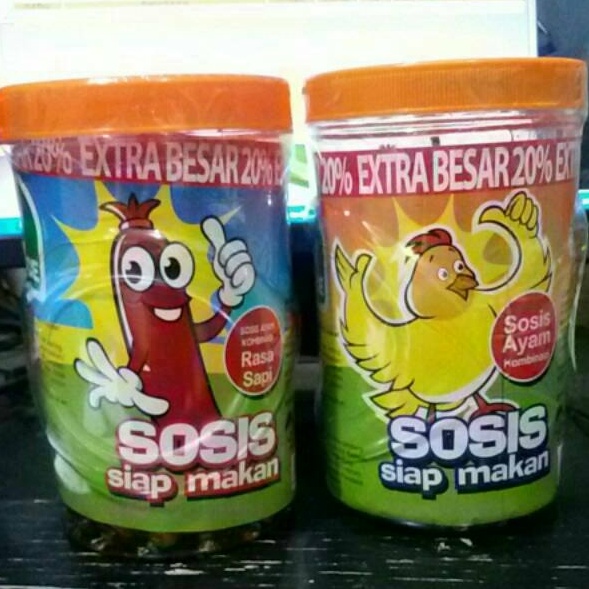 20% EXTRA BESAR 20%
SOSIS AYAM
KOMBINASI
Rasa
Sapi
SOSIS
siap makan
20% EXTRA BESAR 20% EXT
Sosis
Ayam
Kombinasi
SOSIS
siap makan